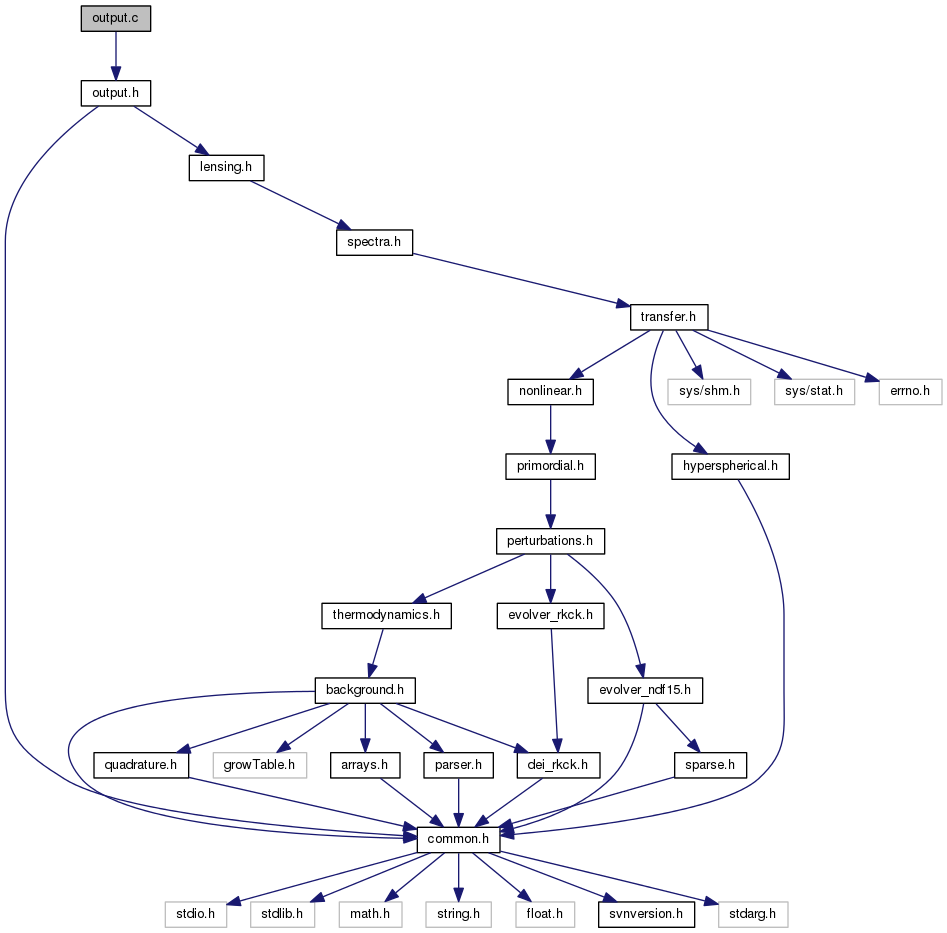 output.c
output.h
lensing.h
spectra.h
transfer.h
nonlinear.h
sys/shm.h
sys/stat.h
errno.h
primordial.h
hyperspherical.h
perturbations.h
thermodynamics.h
evolver_rkck.h
background.h
evolver_ndf15.h
quadrature.h
growTable.h
arrays.h
parser.h
dei_rkck.h
sparse.h
common.h
stdio.h
stdlib.h
math.h
string.h
float.h
svnversion.h
stdarg.h